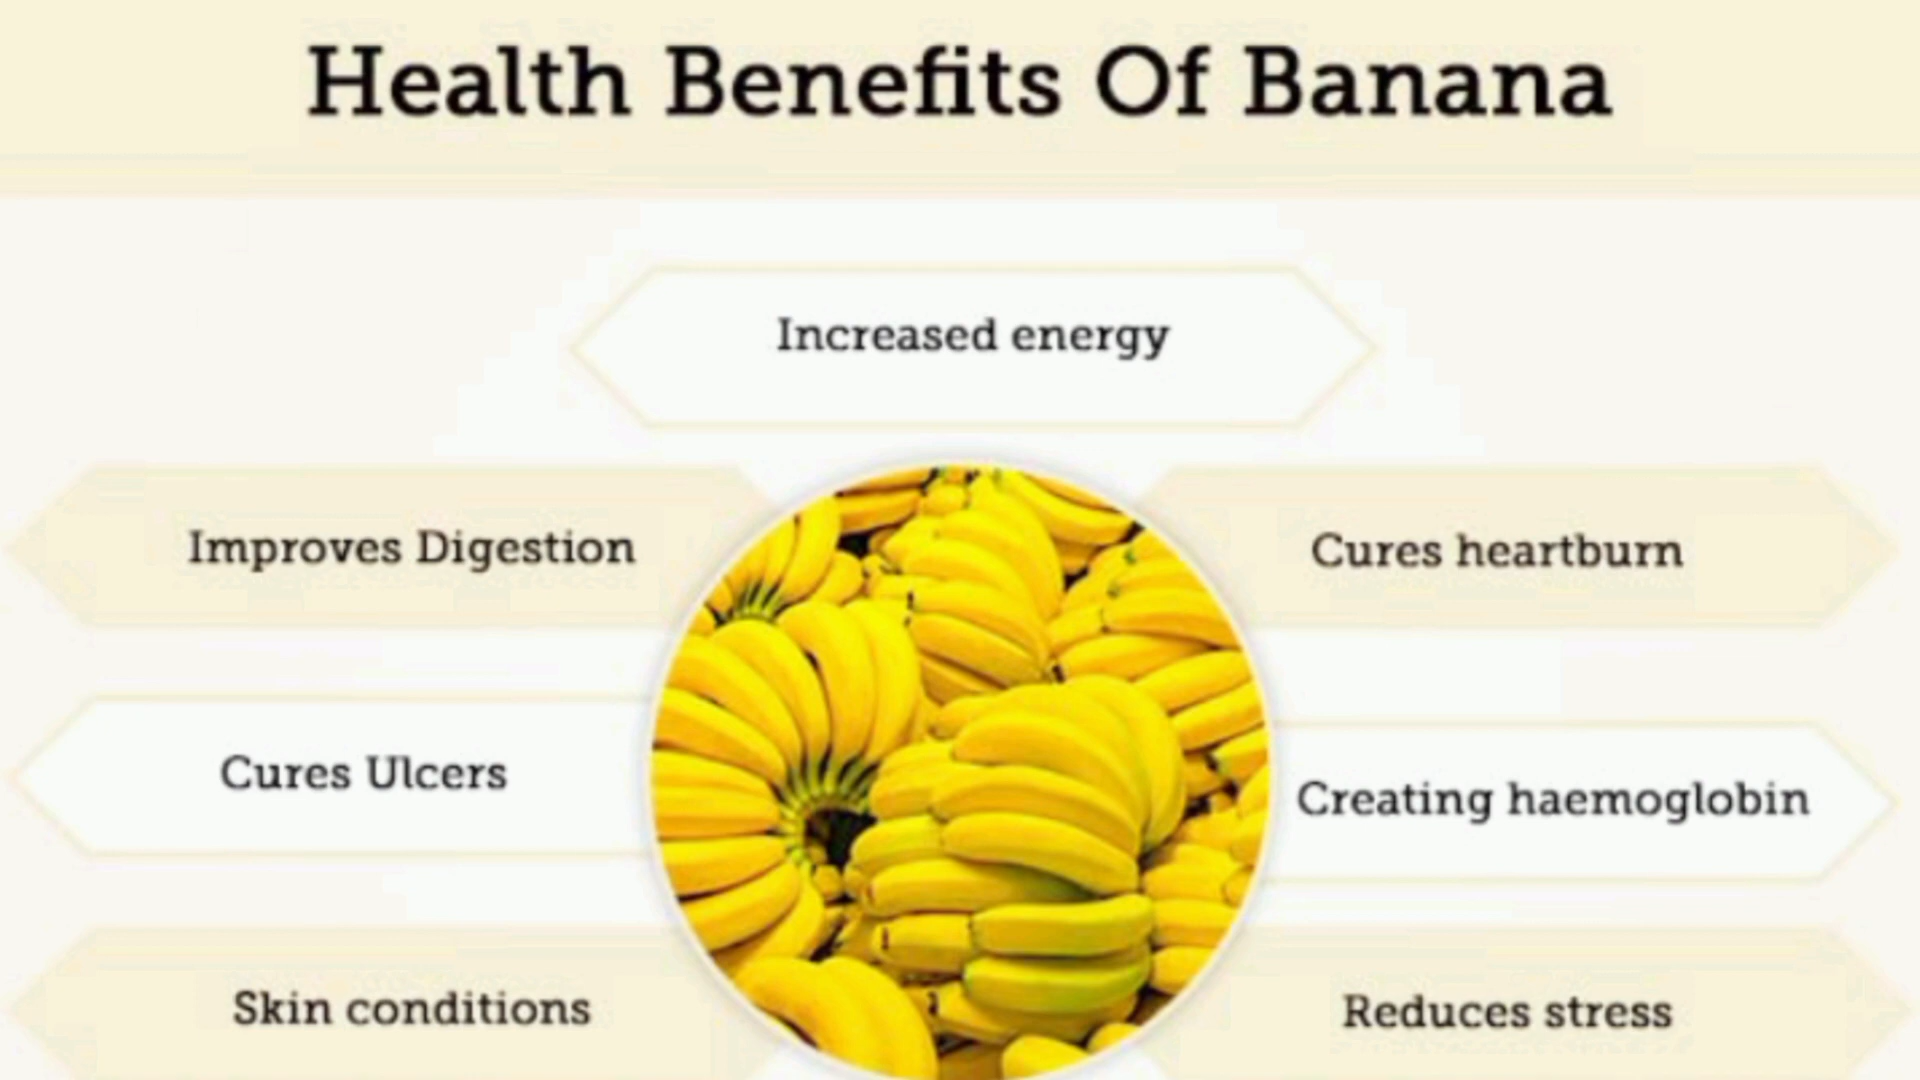 Health Benefits Of Banana
Increased energy
Improves Digestion
Cures heartburn
Cures Ulcers
Creating haemoglobin
Skin conditions
Reduces stress